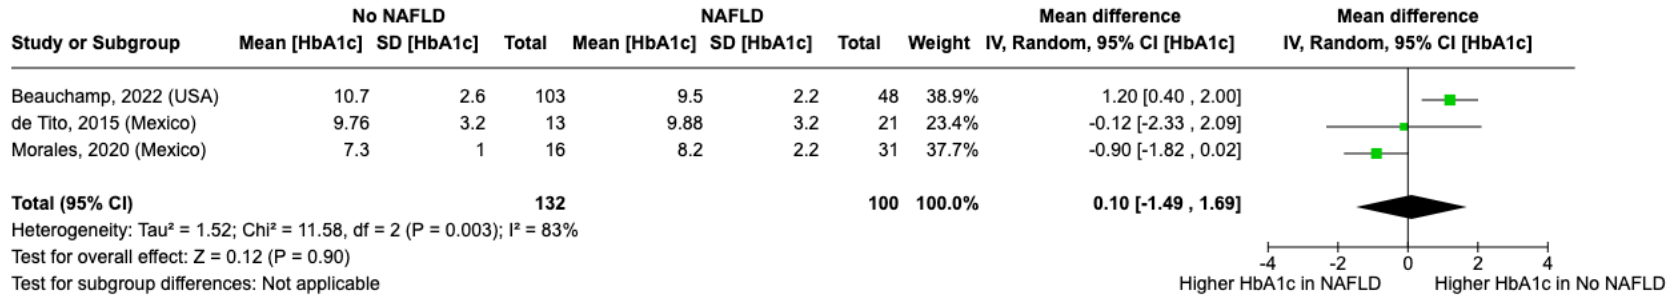 No NAFLD NAFLD Mean difference Mean difference
Study or Subgroup Mean [HbA1c] SD [HbA1c] Total Mean [HbA1c] SD [HbA1c] Total Weight IV, Random, 95% CI [HbA1c] IV, Random, 95% CI [HbA1c]
Beauchamp, 2022 (USA) 10.7 2.6 103 9.5 2.2 48 38.9% 1.20 [0.40 , 2.00]
de Tito, 2015 (Mexico) 9.76 3.2 13 9.88 3.2 21 23.4% -0.12 [-2.33 , 2.09]
Morales, 2020 (Mexico) 7.3 1 16 8.2 2.2 31 37.7% -0.90 [-1.82 , 0.02]
Total (95% CI) 132 100 100.0% 0.10 [-1.49 , 1.69]
Heterogeneity: Tau² = 1.52; Chi² = 11.58, df = 2 (P = 0.003); I² = 83%
Test for overall effect: Z = 0.12 (P = 0.90)
-4 -2 0 2 4
Test for subgroup differences: Not applicable Higher HbA1c in NAFLD Higher HbA1c in No NAFLD